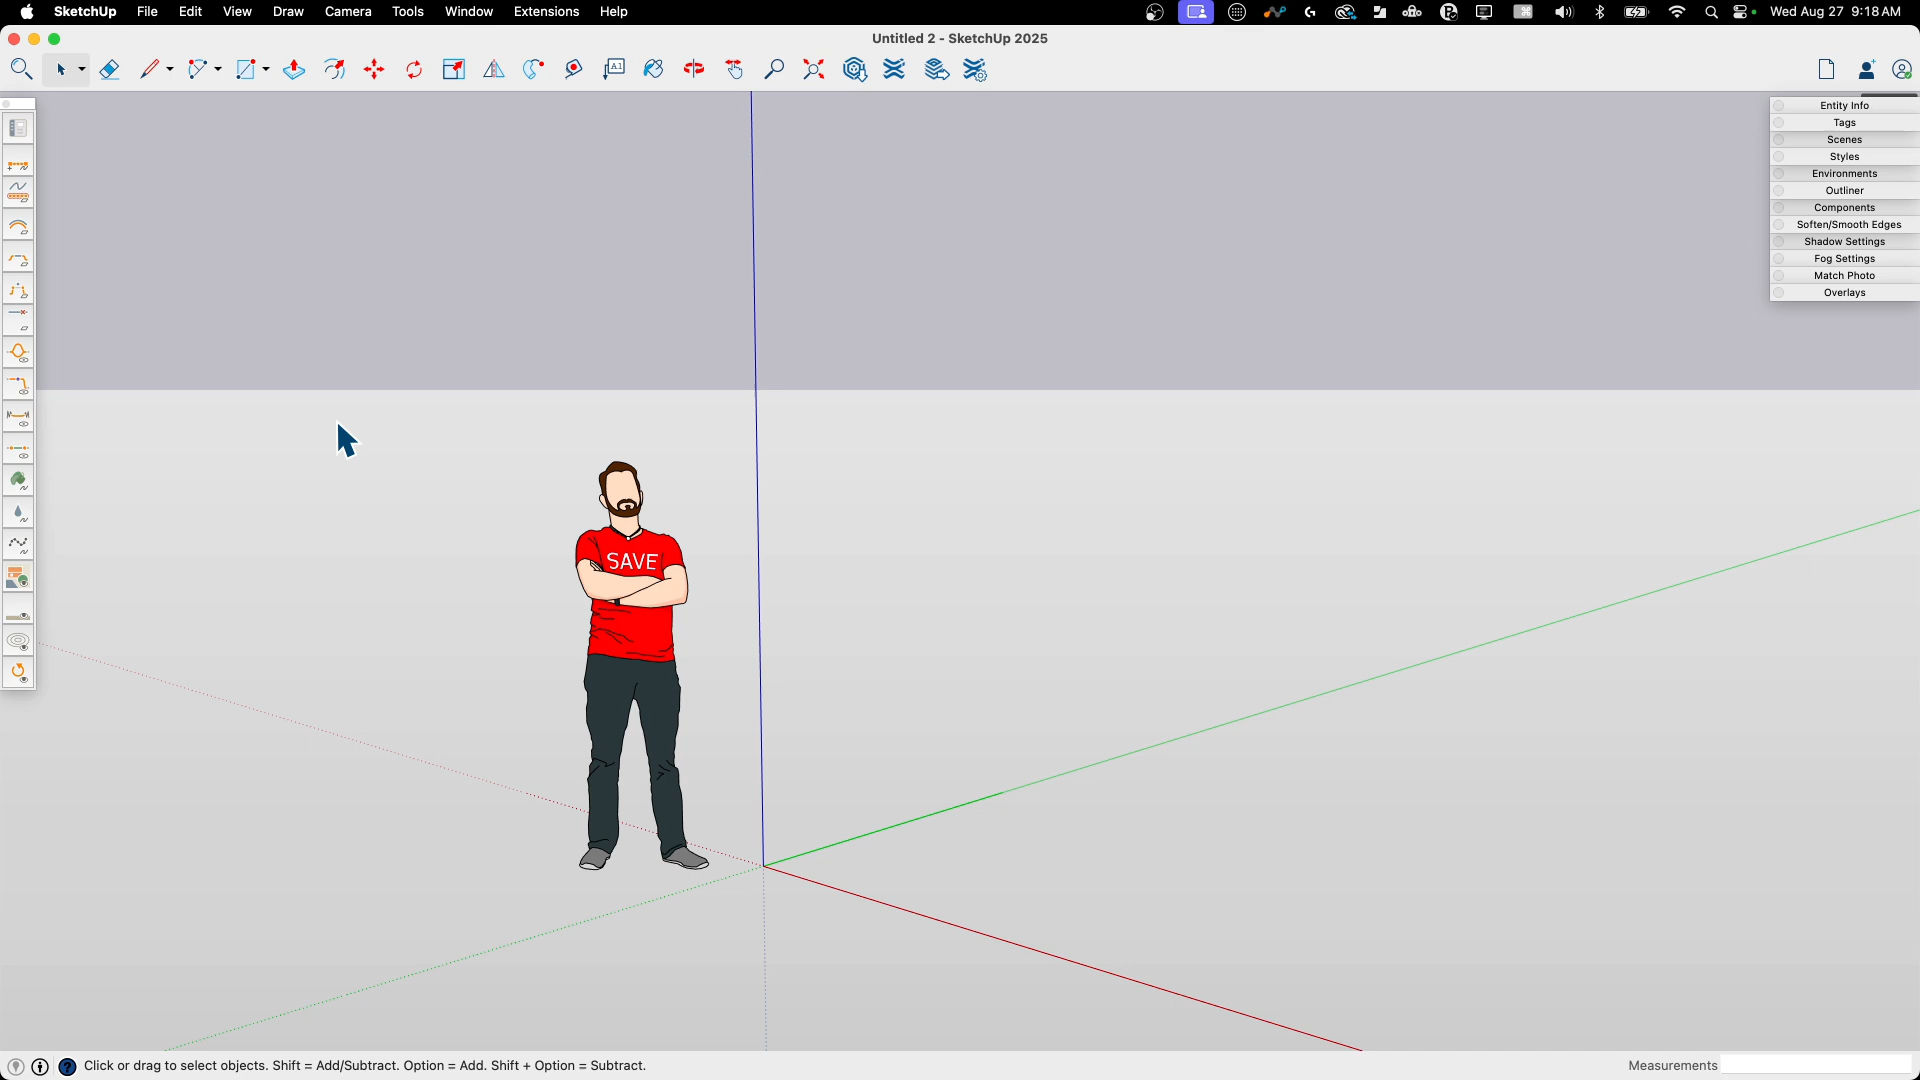 SketchUp File Edit View Draw Camera Tools Window Extensions Help Wed Aug 27 9:18 AM
Untitled 2 - SketchUp 2025
A1
Entity Info
Tags
Scenes
Styles
Environments
Outliner
Components
Soften/Smooth Edges
Shadow Settings
Fog Settings
Match Photo
Overlays
SAVE
Click or drag to select objects. Shift = Add/Subtract. Option = Add. Shift + Option = Subtract.
Measurements